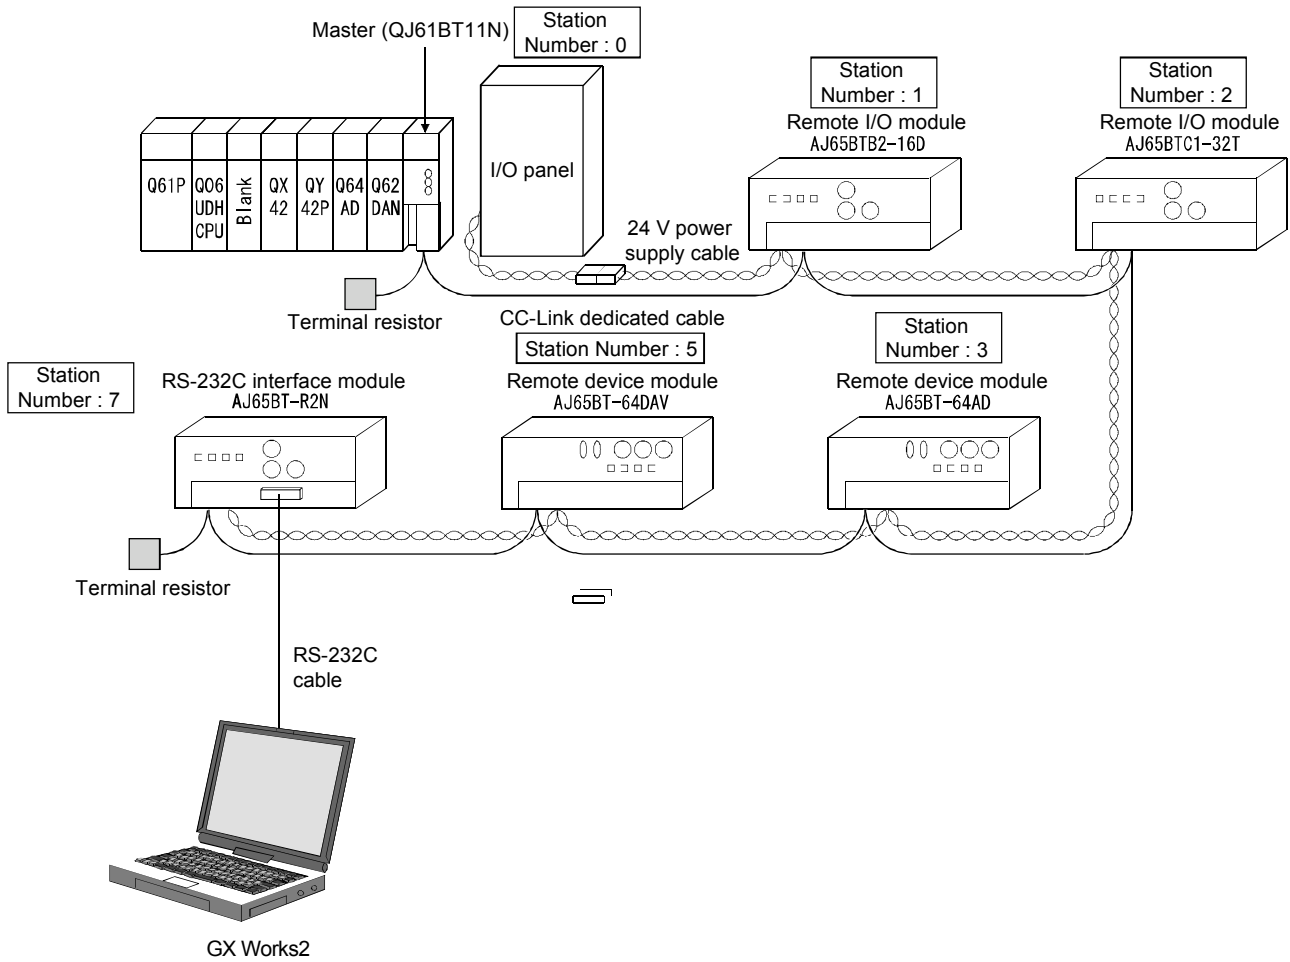 Master (QJ61BT11N)
Station
Number : 0
Station
Number : 1
Remote I/O module
AJ65BTB2-16D
Station
Number : 2
Remote I/O module
AJ65BTC1-32T
Q61P
Q06
UDH
CPU
Blank
QX
42
QY
42P
Q64
AD
Q62
DAN
I/O panel
24 V power
supply cable
Terminal resistor
CC-Link dedicated cable
Station Number : 5
Remote device module
AJ65BT-64DAV
Station
Number : 3
Remote device module
AJ65BT-64AD
Station
Number : 7
RS-232C interface module
AJ65BT-R2N
Terminal resistor
RS-232C
cable
GX Works2